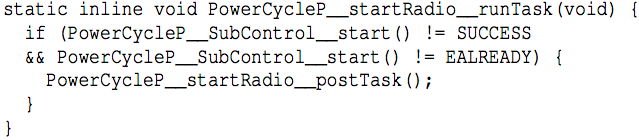 static inline void PowerCycleP__startRadio__runTask(void) {
  if (PowerCycleP__SubControl__start() != SUCCESS
  && PowerCycleP__SubControl__start() != EALREADY) {
    PowerCycleP__startRadio__postTask();
  }
}